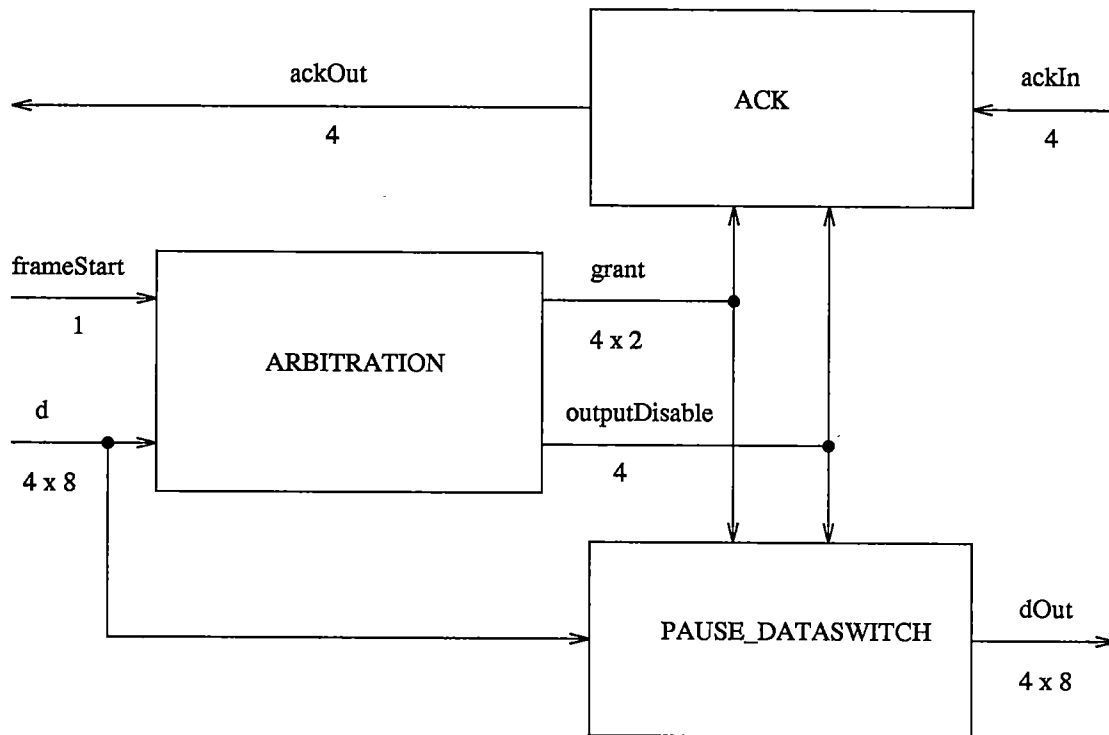 ackOut
4
ACK
ackIn
4
frameStart
1
grant
4 x 2
ARBITRATION
d
4 x 8
outputDisable
4
PAUSE_DATASWITCH
dOut
4 x 8